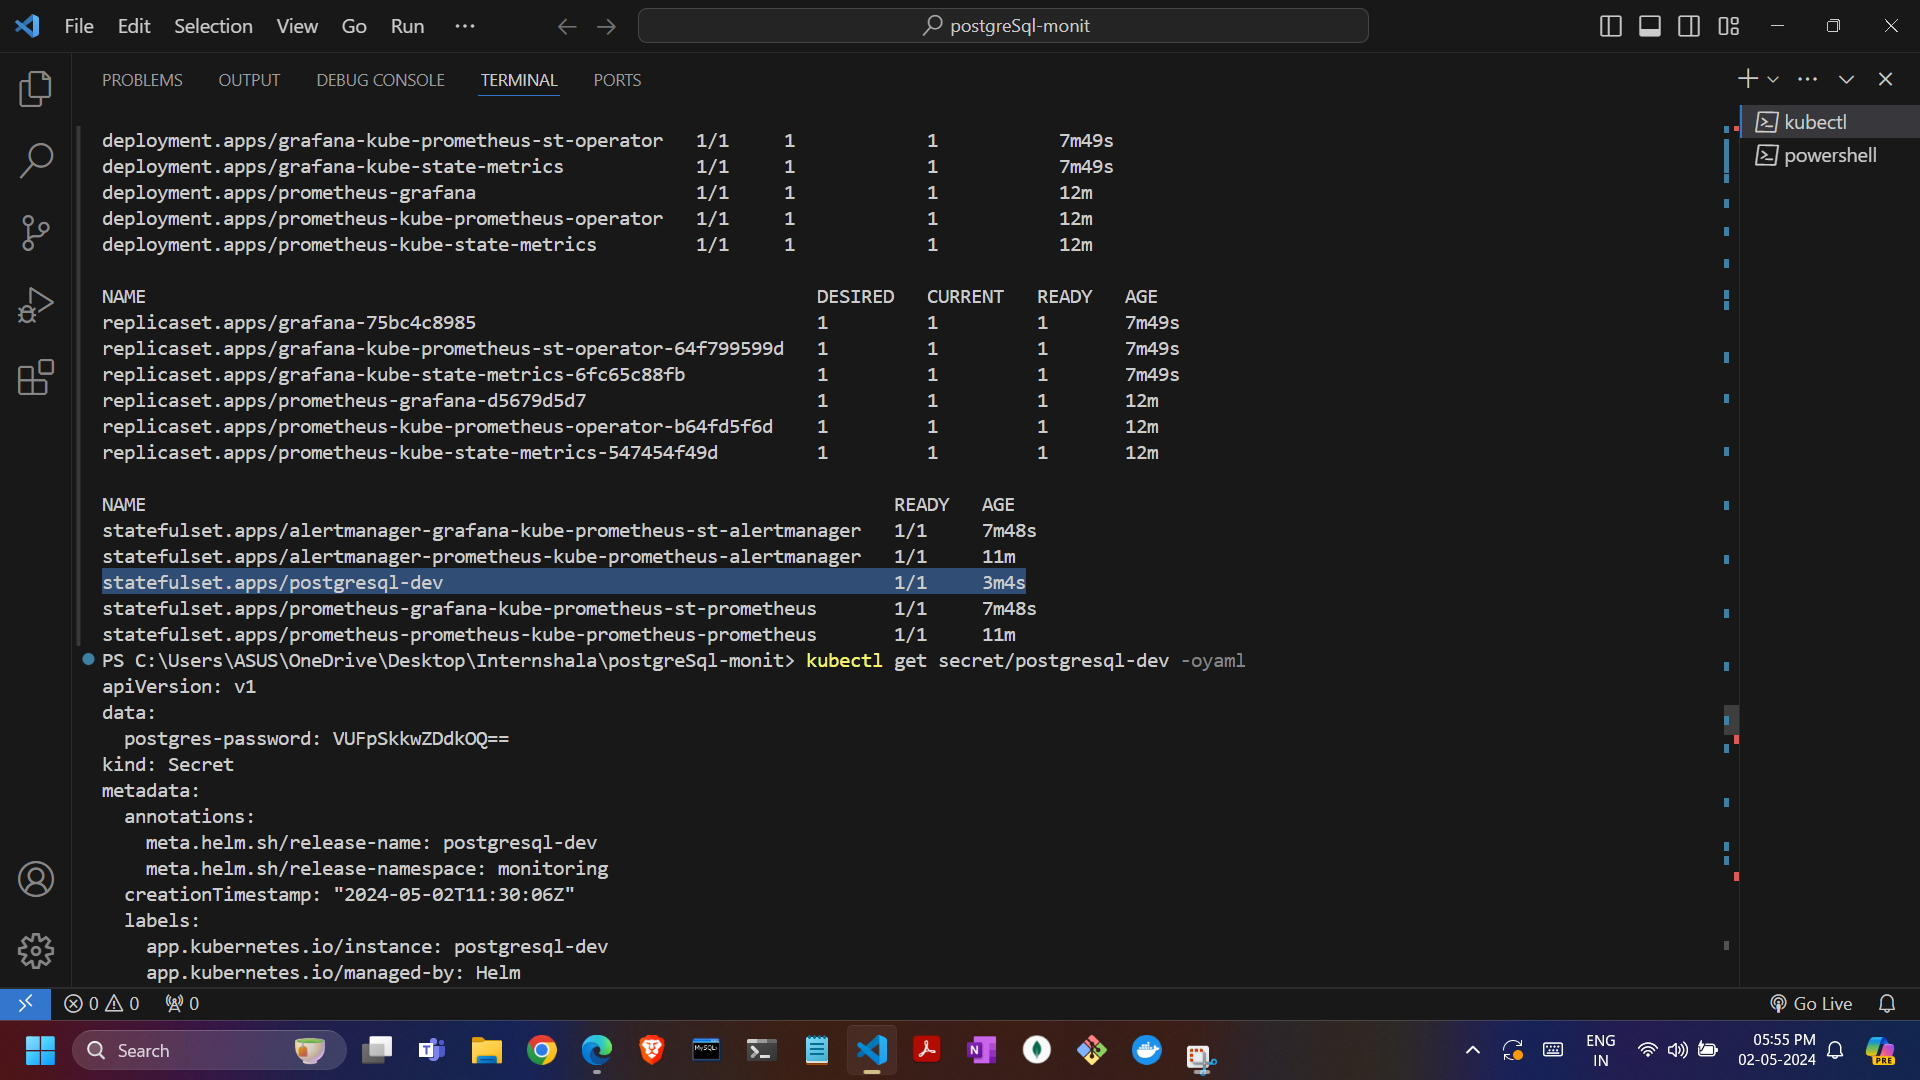 File Edit Selection View Go Run ··· postgreSql-monit
PROBLEMS OUTPUT DEBUG CONSOLE TERMINAL PORTS
kubectl
powershell
deployment.apps/grafana-kube-prometheus-st-operator 1/1 1 1 7m49s
deployment.apps/grafana-kube-state-metrics 1/1 1 1 7m49s
deployment.apps/prometheus-grafana 1/1 1 1 12m
deployment.apps/prometheus-kube-prometheus-operator 1/1 1 1 12m
deployment.apps/prometheus-kube-state-metrics 1/1 1 1 12m
NAME DESIRED CURRENT READY AGE
replicaset.apps/grafana-75bc4c8985 1 1 1 7m49s
replicaset.apps/grafana-kube-prometheus-st-operator-64f799599d 1 1 1 7m49s
replicaset.apps/grafana-kube-state-metrics-6fc65c88fb 1 1 1 7m49s
replicaset.apps/prometheus-grafana-d5679d5d7 1 1 1 12m
replicaset.apps/prometheus-kube-prometheus-operator-b64fd5f6d 1 1 1 12m
replicaset.apps/prometheus-kube-state-metrics-547454f49d 1 1 1 12m
NAME READY AGE
statefulset.apps/alertmanager-grafana-kube-prometheus-st-alertmanager 1/1 7m48s
statefulset.apps/alertmanager-prometheus-kube-prometheus-alertmanager 1/1 11m
statefulset.apps/postgresql-dev 1/1 3m4s
statefulset.apps/prometheus-grafana-kube-prometheus-st-prometheus 1/1 7m48s
statefulset.apps/prometheus-prometheus-kube-prometheus-prometheus 1/1 11m
PS C:\Users\ASUS\OneDrive\Desktop\Internshala\postgreSql-monit> kubectl get secret/postgresql-dev -oyaml
apiVersion: v1
data:
postgres-password: VUFpSkkwZDdkOQ==
kind: Secret
metadata:
annotations:
meta.helm.sh/release-name: postgresql-dev
meta.helm.sh/release-namespace: monitoring
creationTimestamp: "2024-05-02T11:30:06Z"
labels:
app.kubernetes.io/instance: postgresql-dev
app.kubernetes.io/managed-by: Helm
0 0 0 Go Live
Search
MySQL
ENG
IN
05:55 PM
02-05-2024
PRE